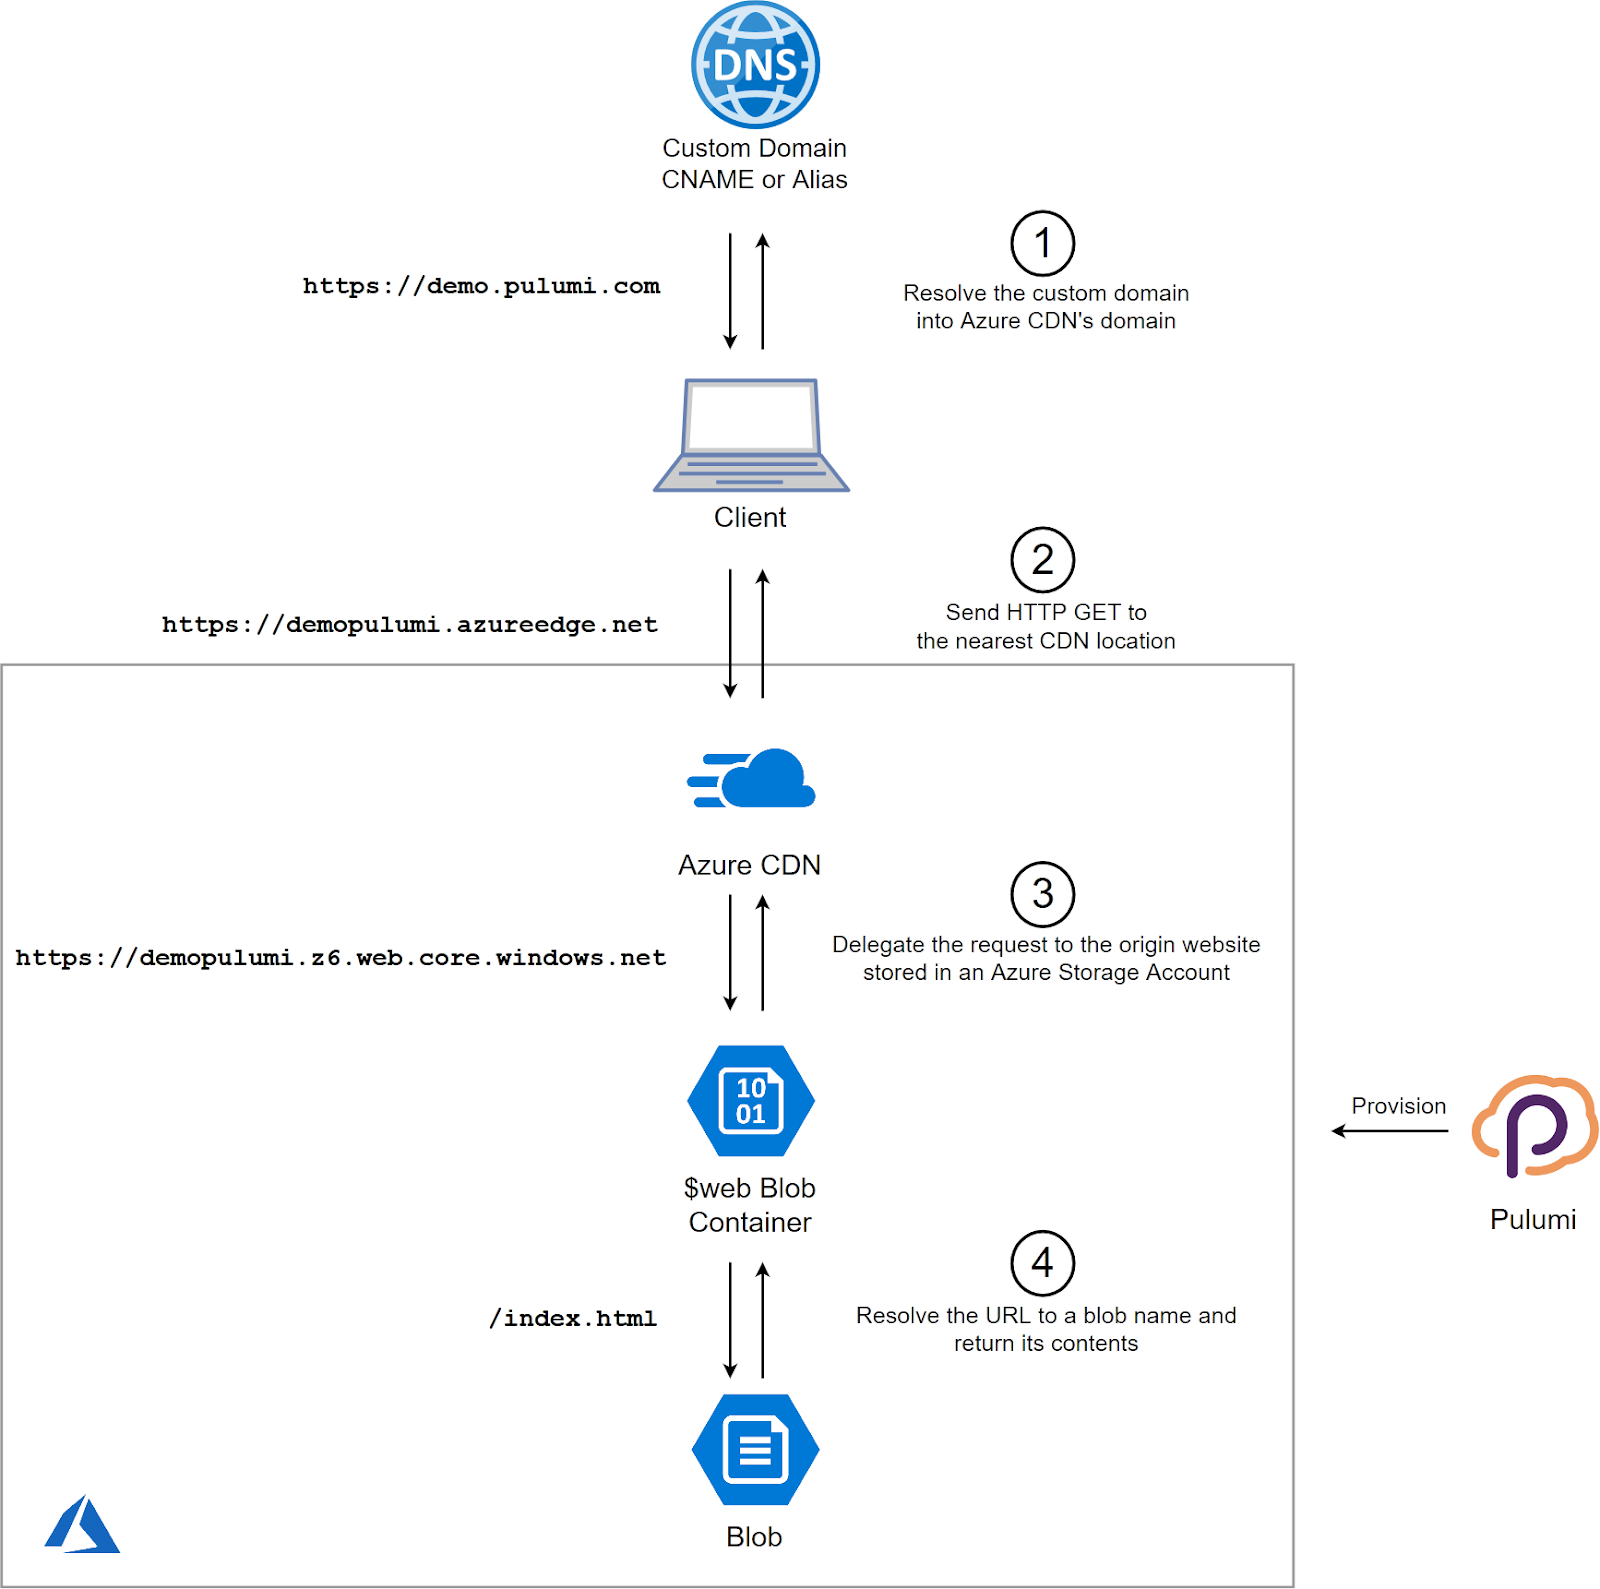 DNS
Custom Domain
CNAME or Alias
https://demo.pulumi.com
1
Resolve the custom domain
into Azure CDN's domain
Client
2
Send HTTP GET to
the nearest CDN location
https://demopulumi.azureedge.net
Azure CDN
3
Delegate the request to the origin website
stored in an Azure Storage Account
https://demopulumi.z6.web.core.windows.net
10
01
$web Blob
Container
Provision
Pulumi
4
Resolve the URL to a blob name and
return its contents
/index.html
Blob